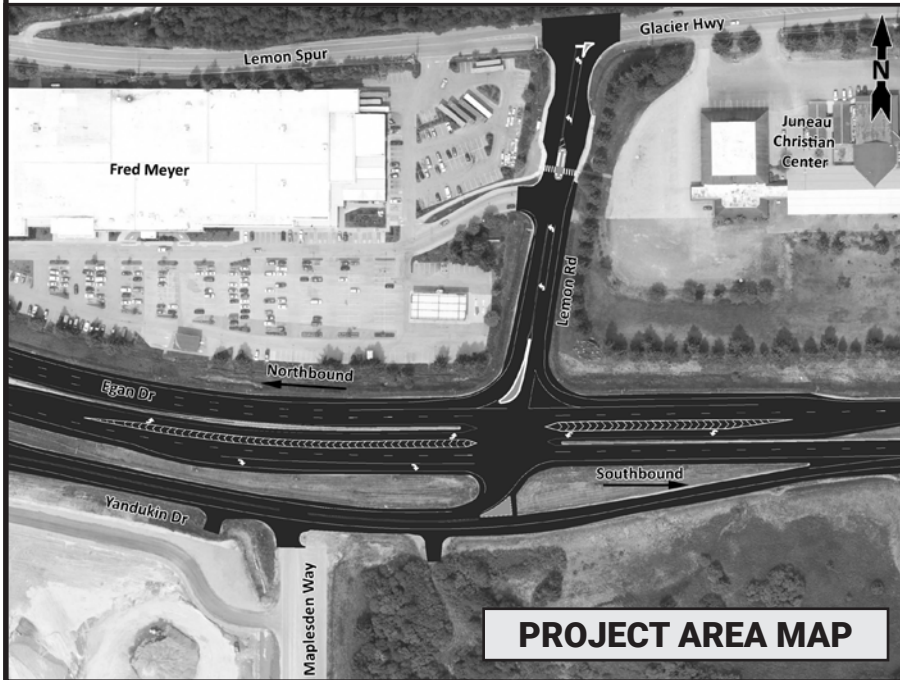 Glacier Hwy
Lemon Spur
N
Juneau
Christian
Center
Fred Meyer
Lemon Rd
Northbound
Egan Dr
Southbound
Yandukin Dr
Maplesden Way
PROJECT AREA MAP